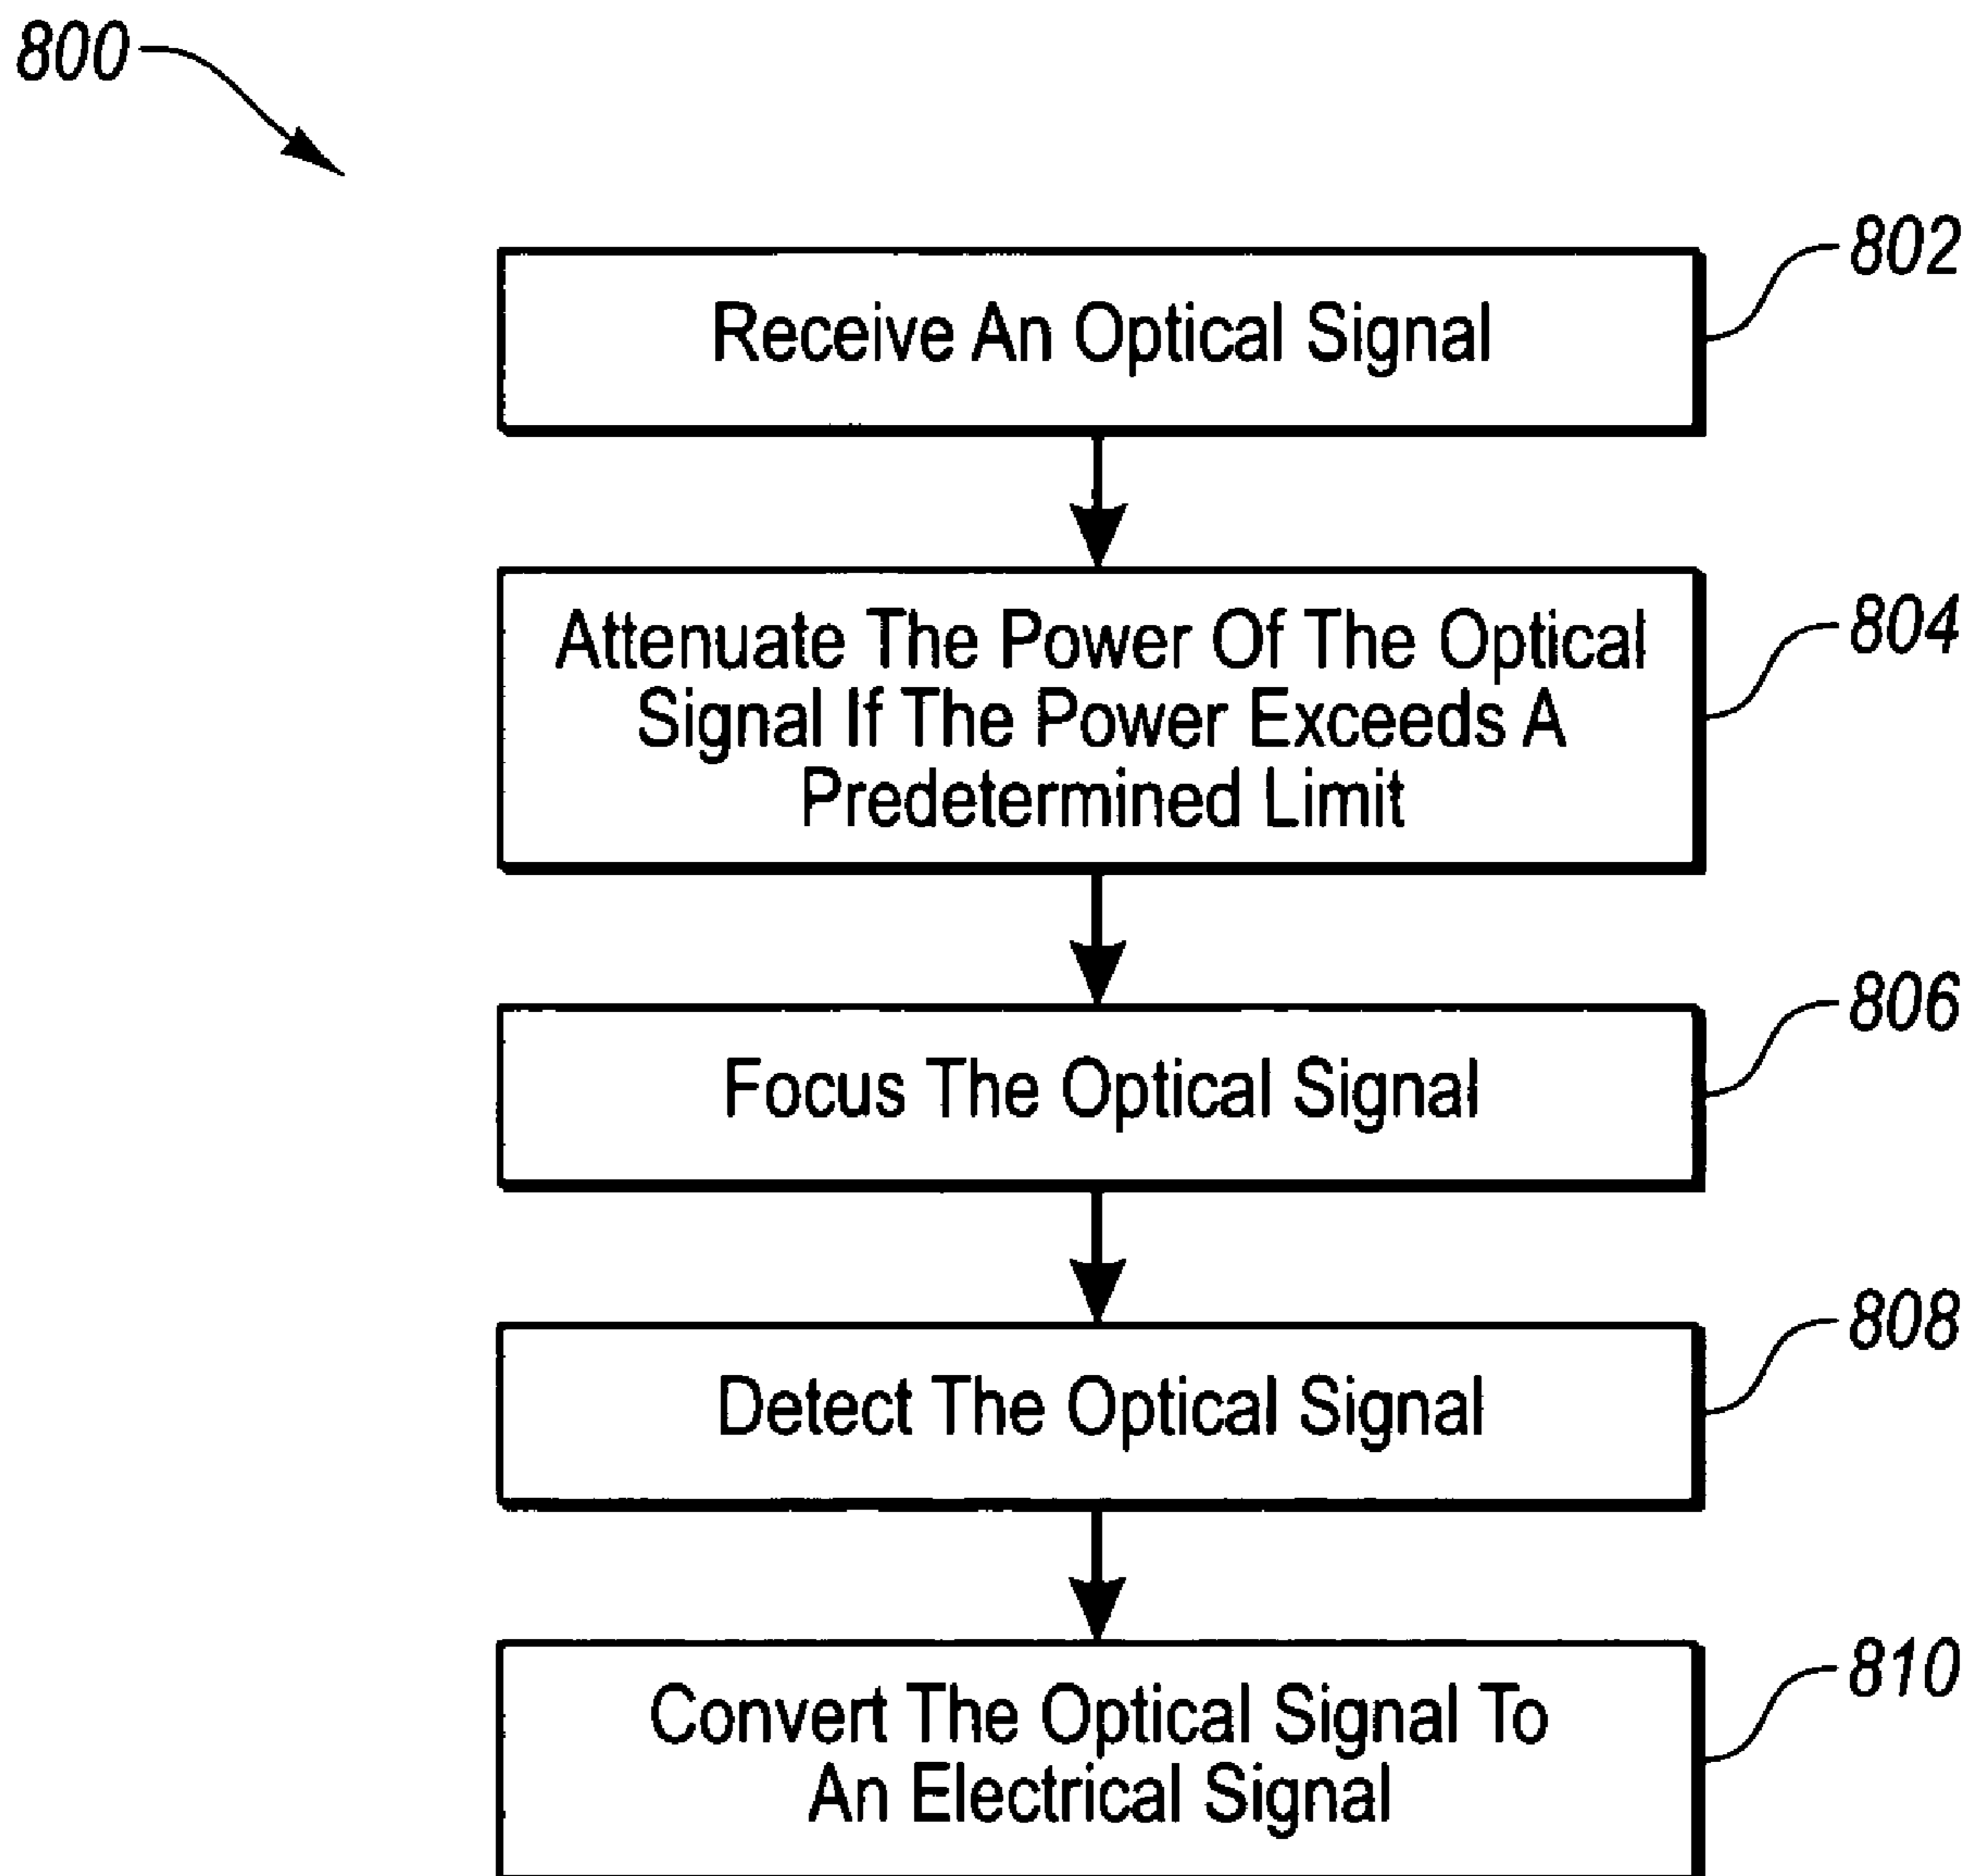 800
802
Receive An Optical Signal
804
Attenuate The Power Of The Optical
Signal If The Power Exceeds A
Predetermined Limit
806
Focus The Optical Signal
808
Detect The Optical Signal
810
Convert The Optical Signal To
An Electrical Signal